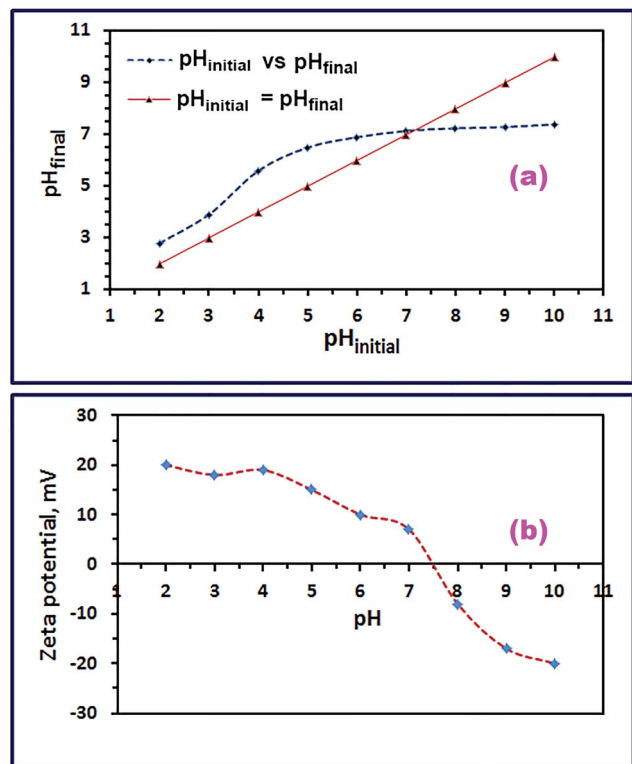 11
9
7
5
3
1
pHfinal
pHinitial vs pHfinal
pHinitial = pHfinal
(a)
1 2 3 4 5 6 7 8 9 10 11
pHinitial
30
20
10
0
-10
-20
-30
Zeta potential, mV
(b)
1 2 3 4 5 6 7 8 9 10 11
pH